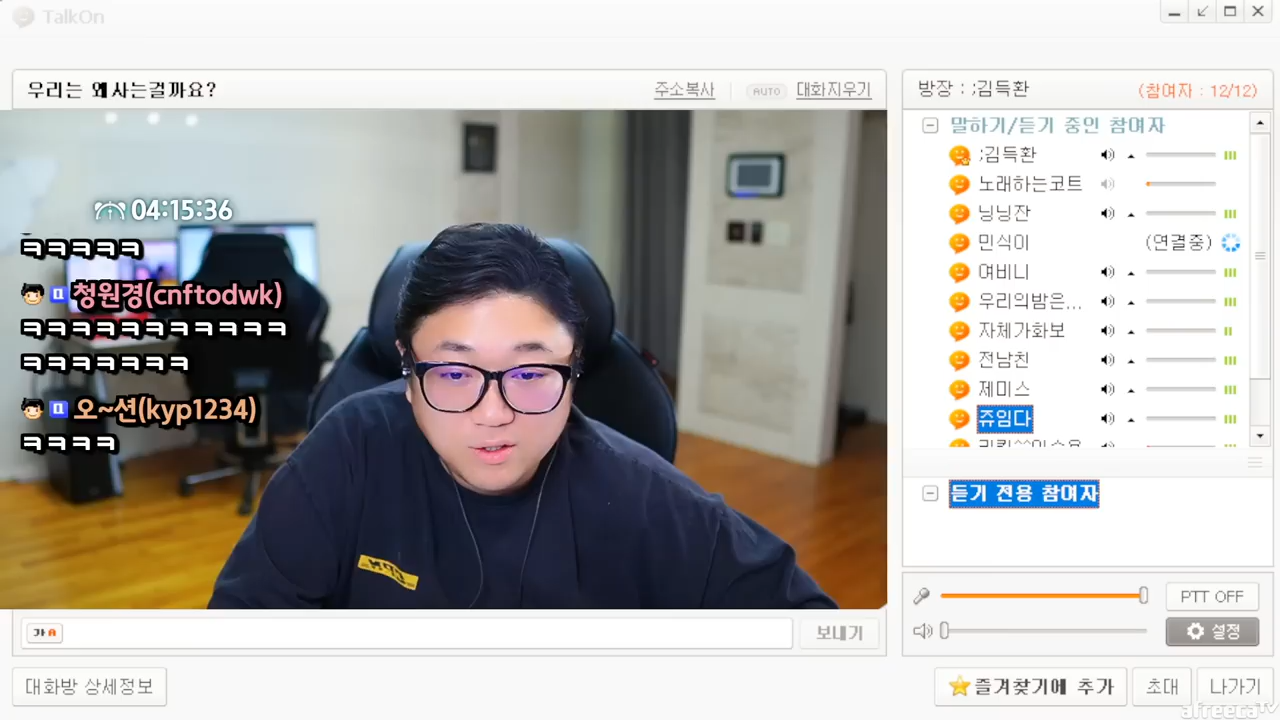 TalkOn
우리는 왜 사는걸까요?
주소복사
AUTO
대화지우기
방장 : ;김득환
(참여자 : 12/12)
말하기/듣기 중인 참여자
;김득환
노래하는코트
닝닝잔
민식이
(연결중)
여비니
우리의밤은...
자체가화보
전남친
제미스
쥬임다
듣기 전용 참여자
04:15:36
ㅋㅋㅋㅋㅋ
청원경(cnftodwk)
ㅋㅋㅋㅋㅋㅋㅋㅋㅋㅋㅋ
ㅋㅋㅋㅋㅋㅋㅋ
오~션(kyp1234)
ㅋㅋㅋㅋ
가A
보내기
PTT OFF
설정
대화방 상세정보
즐겨찾기에 추가
초대
나가기
afreecaTV